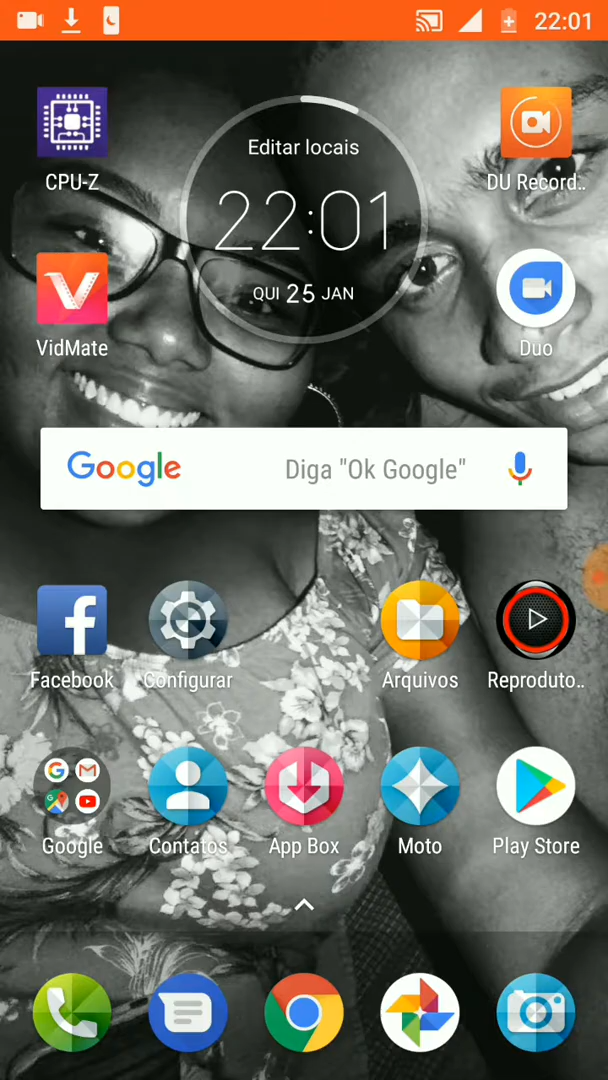 22:01
CPU-Z
Editar locais
22:01
QUI 25 JAN
DU Record..
VidMate
Duo
Google
Diga "Ok Google"
Facebook
Configurar
Arquivos
Reproduto..
Google
Contatos
App Box
Moto
Play Store